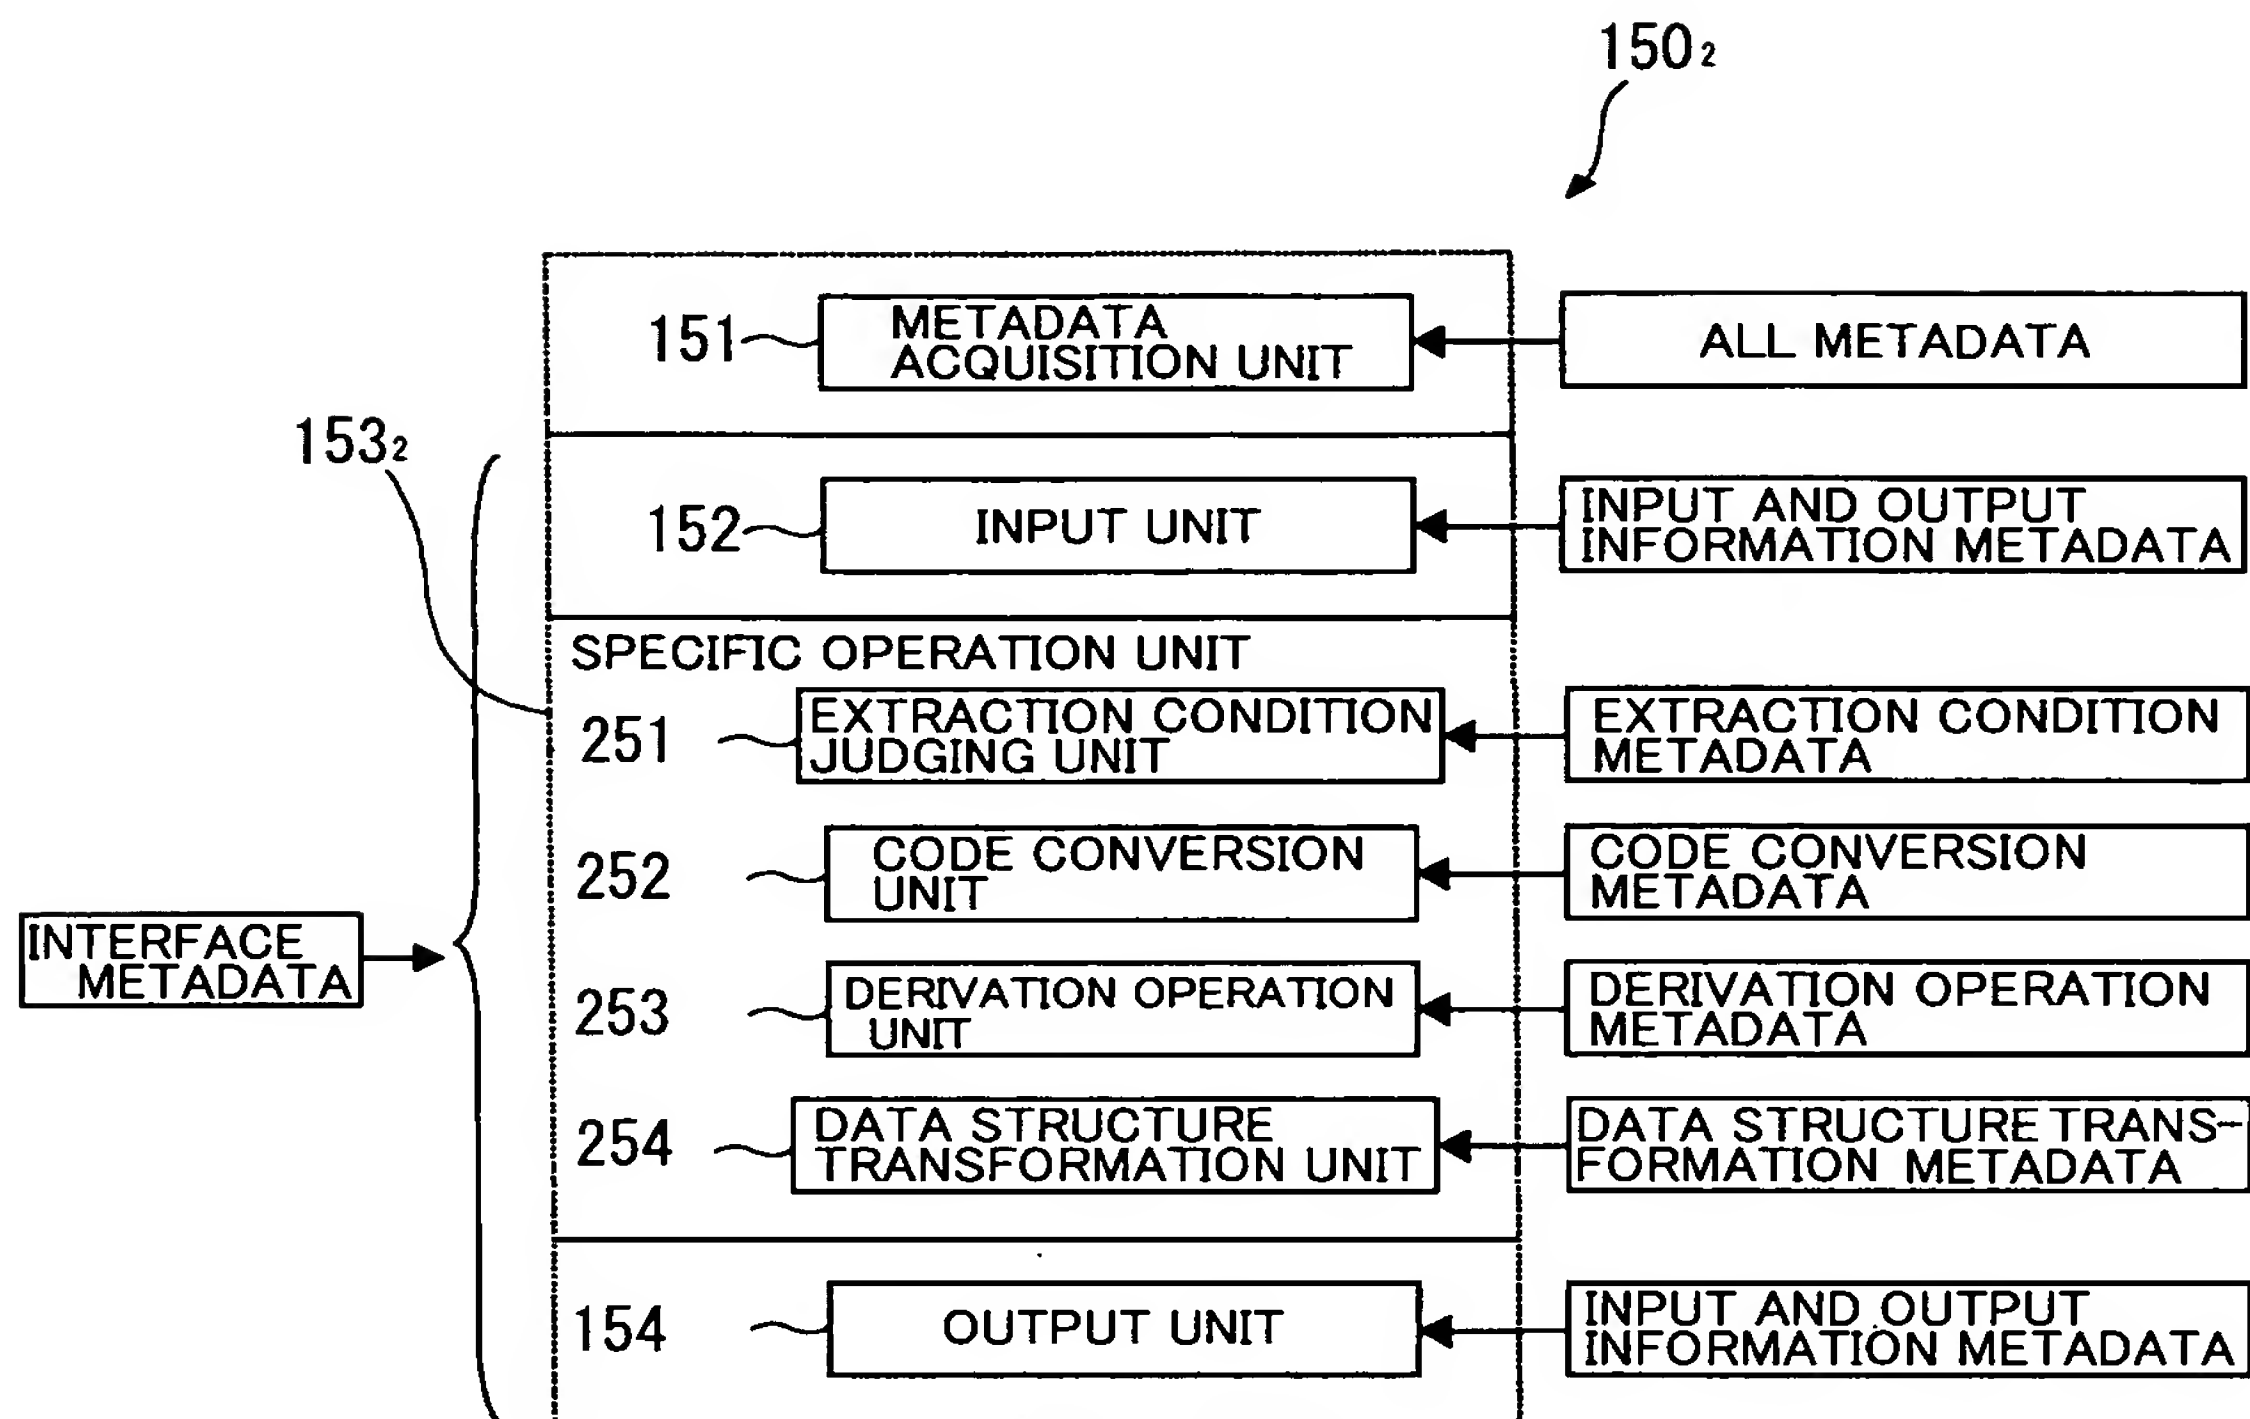 150₂
151
METADATA
ACQUISITION UNIT
ALL METADATA
153₂
152
INPUT UNIT
INPUT AND OUTPUT
INFORMATION METADATA
SPECIFIC OPERATION UNIT
251
EXTRACTION CONDITION
JUDGING UNIT
EXTRACTION CONDITION
METADATA
252
CODE CONVERSION
UNIT
CODE CONVERSION
METADATA
INTERFACE
METADATA
253
DERIVATION OPERATION
UNIT
DERIVATION OPERATION
METADATA
254
DATA STRUCTURE
TRANSFORMATION UNIT
DATA STRUCTURE TRANS-
FORMATION METADATA
154
OUTPUT UNIT
INPUT AND OUTPUT
INFORMATION METADATA